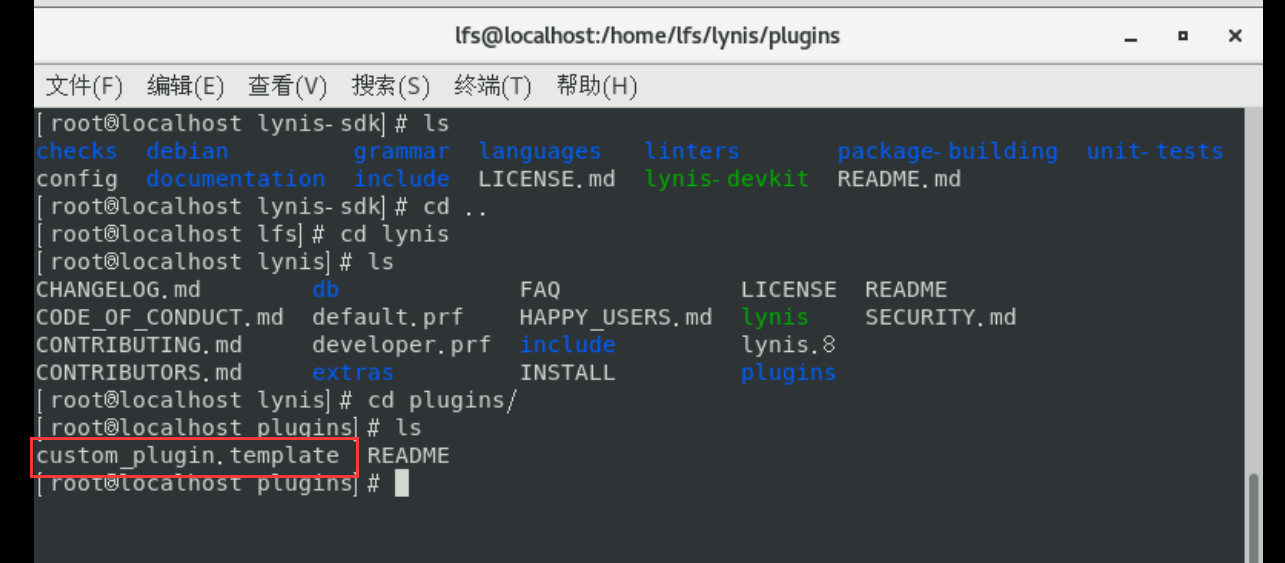 lfs@localhost:/home/lfs/lynis/plugins
文件(F) 编辑(E) 查看(V) 搜索(S) 终端(T) 帮助(H)
[root@localhost lynis-sdk]# ls
checks debian grammar languages linters package-building unit-tests
config documentation include LICENSE.md lynis-devkit README.md
[root@localhost lynis-sdk]# cd ..
[root@localhost lfs]# cd lynis
[root@localhost lynis]# ls
CHANGELOG.md db FAQ LICENSE README
CODE_OF_CONDUCT.md default.prf HAPPY_USERS.md lynis SECURITY.md
CONTRIBUTING.md developer.prf include lynis.8
CONTRIBUTORS.md extras INSTALL plugins
[root@localhost lynis]# cd plugins/
[root@localhost plugins]# ls
custom_plugin.template README
[root@localhost plugins]#